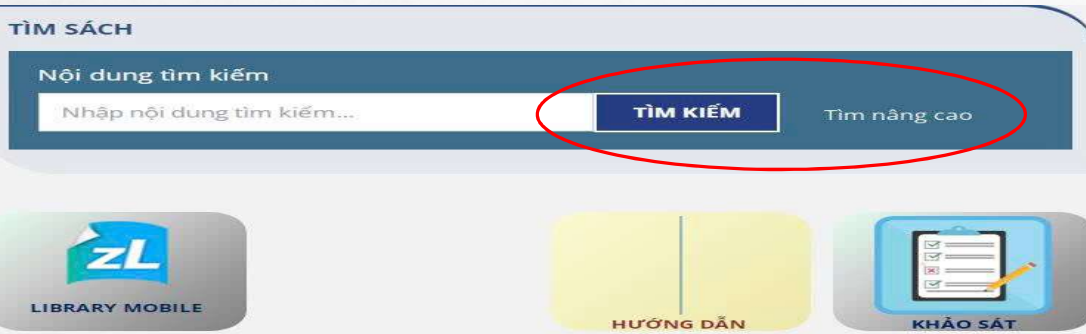 TÌM SÁCH
Nội dung tìm kiếm
Nhập nội dung tìm kiếm...
TÌM KIẾM
Tìm nâng cao
zL
LIBRARY MOBILE
HƯỚNG DẪN
KHẢO SÁT